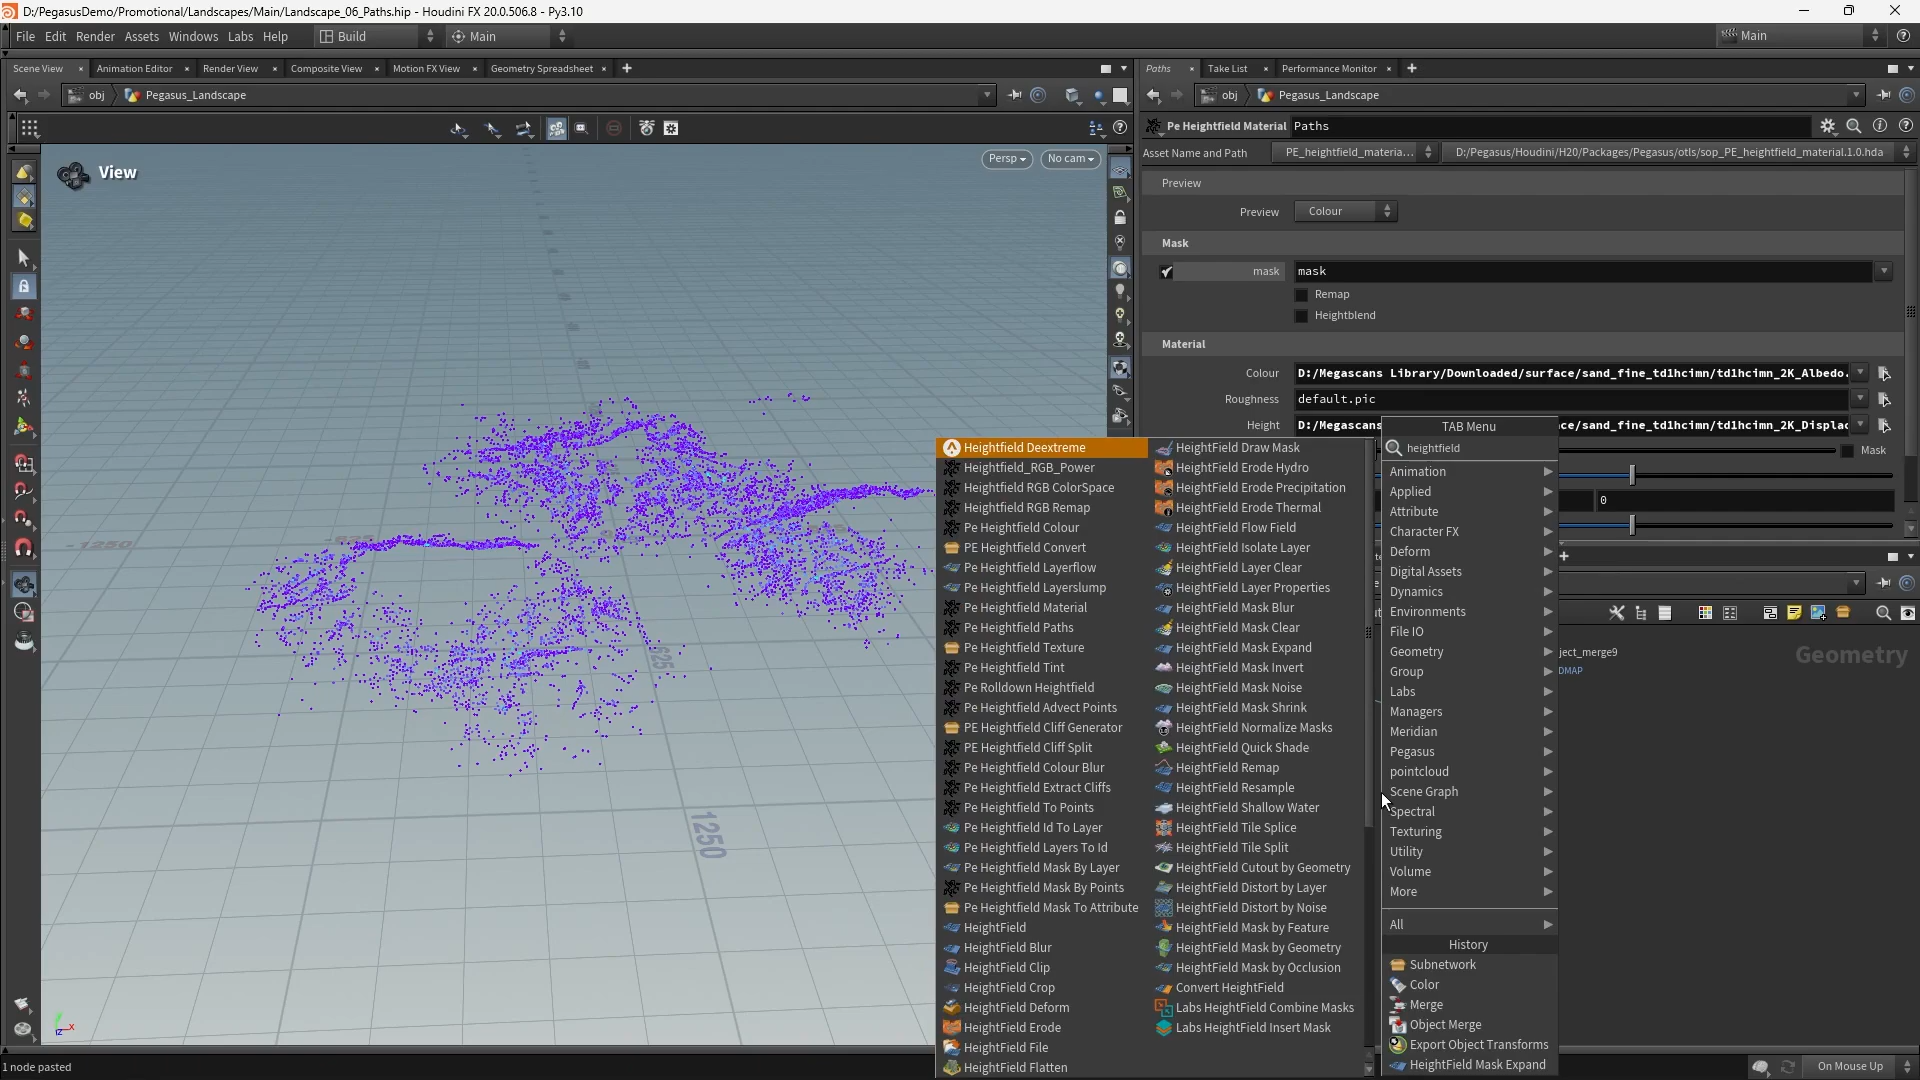 D:/PegasusDemo/Promotional/Landscapes/Main/Landscape_06_Paths.hip - Houdini FX 20.0.506.8 - Py3.10
File Edit Render Assets Windows Labs Help Build Main Main
Scene View Animation Editor Render View Composite View Motion FX View Geometry Spreadsheet
Paths Take List Performance Monitor
obj Pegasus_Landscape
obj Pegasus_Landscape
Pe Heightfield Material Paths
Asset Name and Path PE_heightfield_materia... D:/Pegasus/Houdini/H20/Packages/Pegasus/otls/sop_PE_heightfield_material.1.0.hda
View
Persp
No cam
Preview
Preview Colour
Mask
mask mask
Remap
Heightblend
Material
Colour D:/Megascans Library/Downloaded/surface/sand_fine_td1hcimn/td1hcimn_2K_Albedo.
Roughness default.pic
Height D:/Megas
ce/sand_fine_td1hcimn/td1hcimn_2K_Displac
Mask
0
ject_merge9
DMAP
Geometry
-1250
625
1250
Heightfield Deextreme
Heightfield_RGB_Power
Heightfield RGB ColorSpace
Heightfield RGB Remap
Pe Heightfield Colour
PE Heightfield Convert
Pe Heightfield Layerflow
Pe Heightfield Layerslump
Pe Heightfield Material
Pe Heightfield Paths
Pe Heightfield Texture
Pe Heightfield Tint
Pe Rolldown Heightfield
Pe Heightfield Advect Points
PE Heightfield Cliff Generator
PE Heightfield Cliff Split
Pe Heightfield Colour Blur
Pe Heightfield Extract Cliffs
Pe Heightfield To Points
Pe Heightfield Id To Layer
Pe Heightfield Layers To Id
Pe Heightfield Mask By Layer
Pe Heightfield Mask By Points
Pe Heightfield Mask To Attribute
HeightField
HeightField Blur
HeightField Clip
HeightField Crop
HeightField Deform
HeightField Erode
HeightField File
HeightField Flatten
HeightField Draw Mask
HeightField Erode Hydro
HeightField Erode Precipitation
HeightField Erode Thermal
HeightField Flow Field
HeightField Isolate Layer
HeightField Layer Clear
HeightField Layer Properties
HeightField Mask Blur
HeightField Mask Clear
HeightField Mask Expand
HeightField Mask Invert
HeightField Mask Noise
HeightField Mask Shrink
HeightField Normalize Masks
HeightField Quick Shade
HeightField Remap
HeightField Resample
HeightField Shallow Water
HeightField Tile Splice
HeightField Tile Split
HeightField Cutout by Geometry
HeightField Distort by Layer
HeightField Distort by Noise
HeightField Mask by Feature
HeightField Mask by Geometry
HeightField Mask by Occlusion
Convert HeightField
Labs HeightField Combine Masks
Labs HeightField Insert Mask
TAB Menu
heightfield
Animation
Applied
Attribute
Character FX
Deform
Digital Assets
Dynamics
Environments
File IO
Geometry
Group
Labs
Managers
Meridian
Pegasus
pointcloud
Scene Graph
Spectral
Texturing
Utility
Volume
More
All
History
Subnetwork
Color
Merge
Object Merge
Export Object Transforms
HeightField Mask Expand
1 node pasted
On Mouse Up